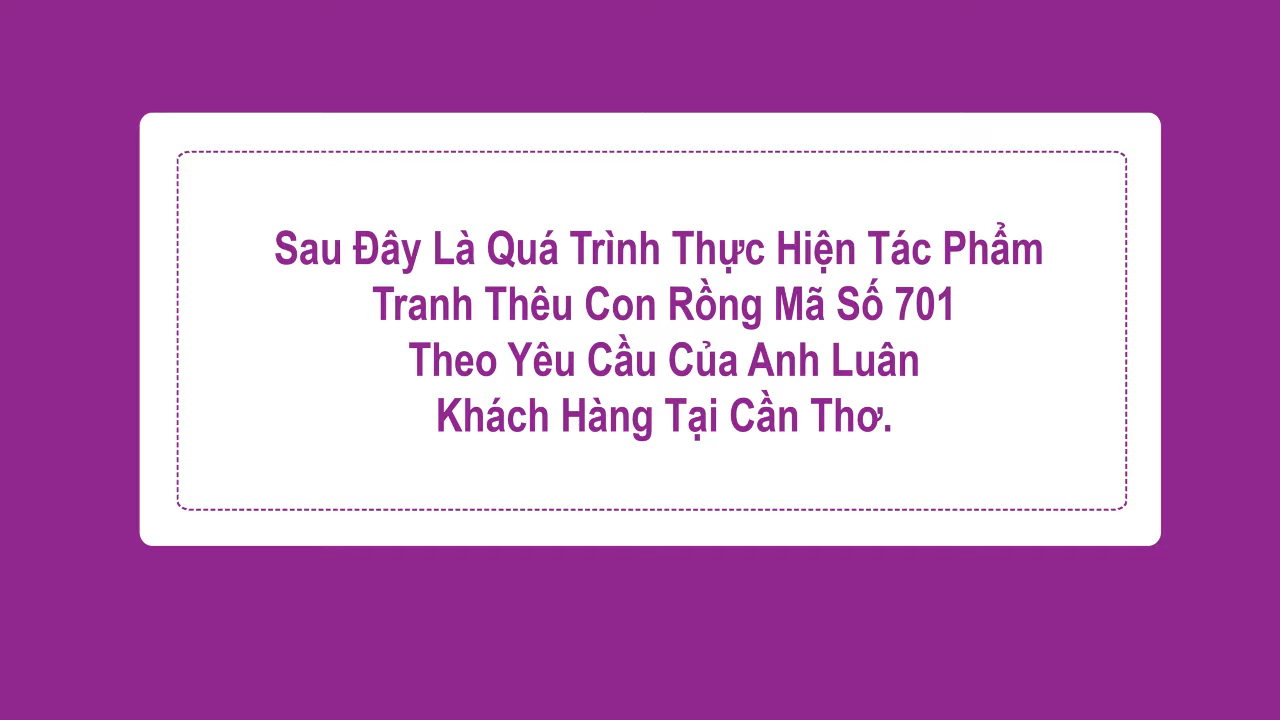 Sau Đây Là Quá Trình Thực Hiện Tác Phẩm
Tranh Thêu Con Rồng Mã Số 701
Theo Yêu Cầu Của Anh Luân
Khách Hàng Tại Cần Thơ.